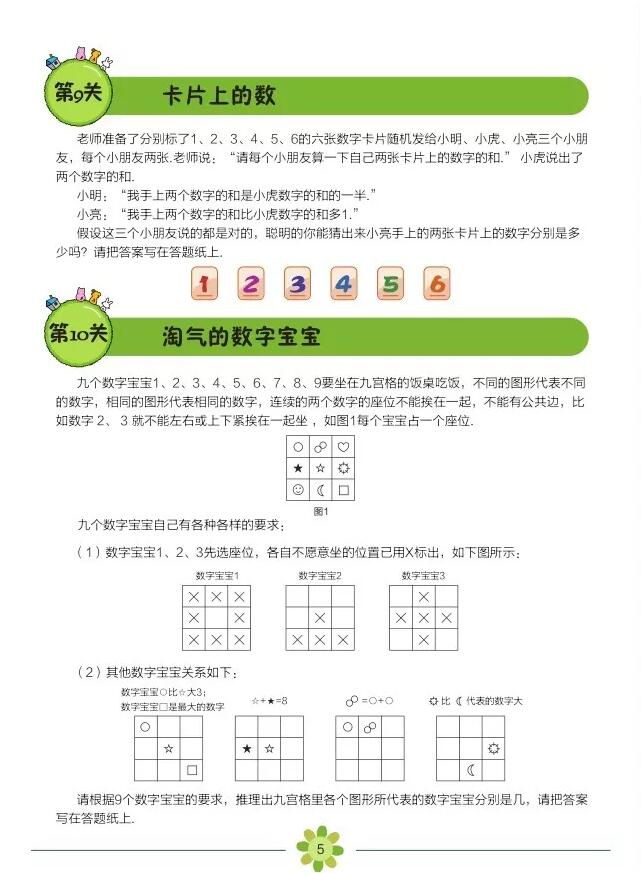 第9关
卡片上的数
老师准备了分别标了1、2、3、4、5、6的六张数字卡片随机发给小明、小虎、小亮三个小朋
友，每个小朋友两张.老师说：“请每个小朋友算一下自己两张卡片上的数字的和.” 小虎说出了
两个数字的和.
小明：“我手上两个数字的和是小虎数字的和的一半.”
小亮：“我手上两个数字的和比小虎数字的和多1.”
假设这三个小朋友说的都是对的，聪明的你能猜出来小亮手上的两张卡片上的数字分别是多
少吗？请把答案写在答题纸上.
1 2 3 4 5 6
第10关
淘气的数字宝宝
九个数字宝宝1、2、3、4、5、6、7、8、9要坐在九宫格的饭桌吃饭，不同的图形代表不同
的数字，相同的图形代表相同的数字，连续的两个数字的座位不能挨在一起，不能有公共边，比
如数字 2、 3 就不能左右或上下紧挨在一起坐 ，如图1每个宝宝占一个座位.
图1
九个数字宝宝自己有各种各样的要求：
（1）数字宝宝1、2、3先选座位，各自不愿意坐的位置已用X标出，如下图所示：
数字宝宝1 数字宝宝2 数字宝宝3
（2）其他数字宝宝关系如下：
数字宝宝○比☆大3；
数字宝宝□是最大的数字
☆+★=8
=○+○
比☾代表的数字大
请根据9个数字宝宝的要求，推理出九宫格里各个图形所代表的数字宝宝分别是几，请把答案
写在答题纸上.
5